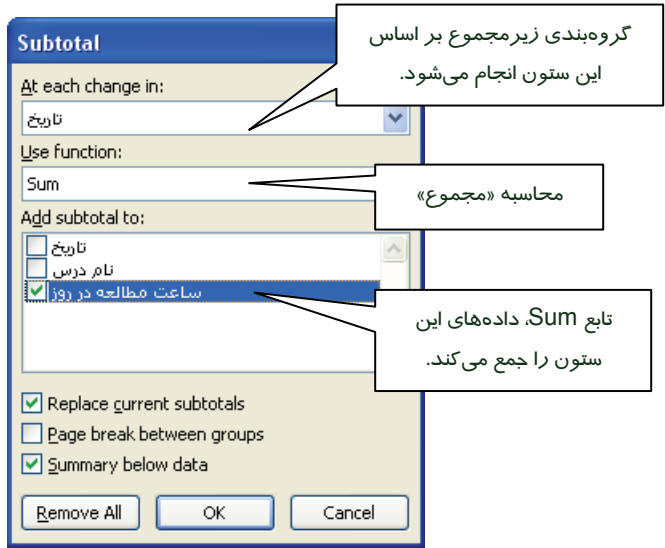 Subtotal
گروه‌بندی زیرمجموع بر اساس
این ستون انجام می‌شود.
At each change in:
تاریخ
Use function:
Sum
محاسبه «مجموع»
Add subtotal to:
تاریخ
نام درس
ساعت مطالعه در روز
تابع Sum، داده‌های این
ستون را جمع می‌کند.
Replace current subtotals
Page break between groups
Summary below data
Remove All
OK
Cancel